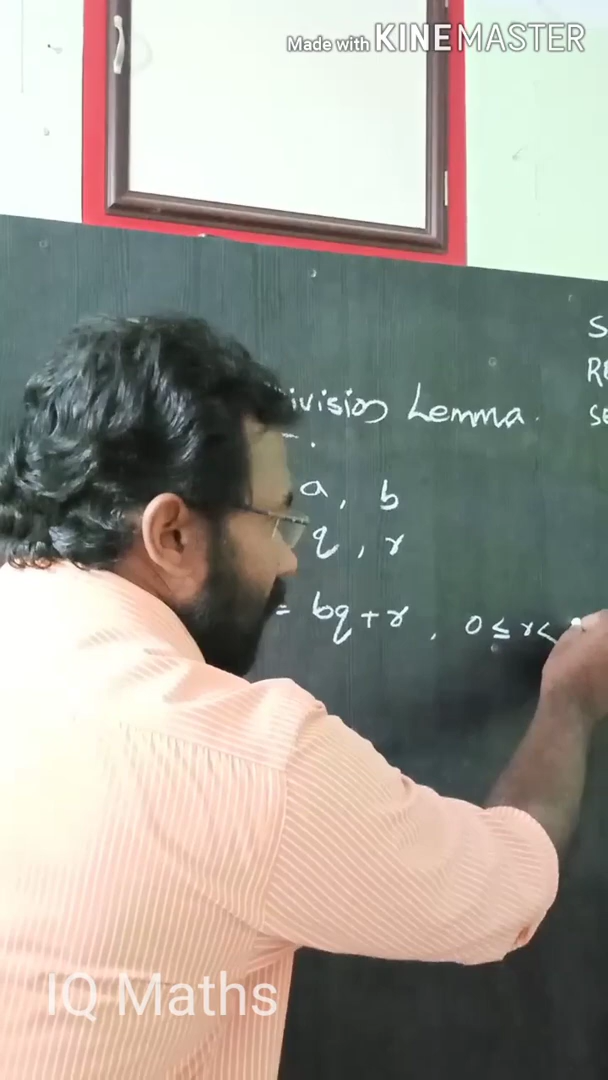 Made with KINEMASTER
ivision Lemma.
a, b
q, r
= bq + r, 0 ≤ r <
IQ Maths